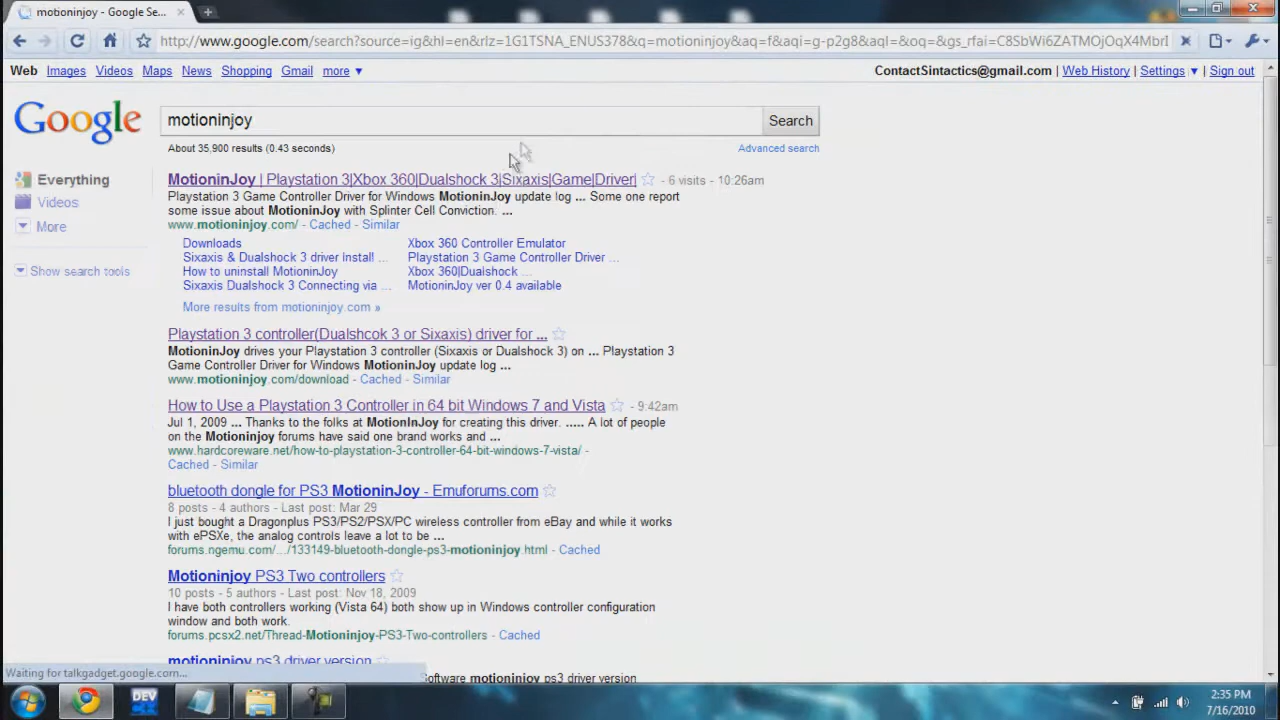 motioninjoy - Google Se
http://www.google.com/search?source=ig&hl=en&rlz=1G1TSNA_ENUS378&q=motioninjoy&aq=f&aqi=g-p2g8&aql=&oq=&gs_rfai=C8SbWi6ZATMOjOqX4MbrD
Web Images Videos Maps News Shopping Gmail more ▼
ContactSintactics@gmail.com | Web History | Settings ▼ | Sign out
Google
motioninjoy
Search
About 35,900 results (0.43 seconds)
Advanced search
Everything
Videos
More
Show search tools
MotioninJoy | Playstation 3|Xbox 360|Dualshock 3|Sixaxis|Game|Driver| - 6 visits - 10:26am
Playstation 3 Game Controller Driver for Windows MotioninJoy update log ... Some one report
some issue about MotioninJoy with Splinter Cell Conviction. ...
www.motioninjoy.com/ - Cached - Similar
Downloads Xbox 360 Controller Emulator
Sixaxis & Dualshock 3 driver Install ... Playstation 3 Game Controller Driver ...
How to uninstall MotioninJoy Xbox 360|Dualshock ...
Sixaxis Dualshock 3 Connecting via ... MotioninJoy ver 0.4 available
More results from motioninjoy.com »
Playstation 3 controller(Dualshcok 3 or Sixaxis) driver for ...
MotioninJoy drives your Playstation 3 controller (Sixaxis or Dualshock 3) on ... Playstation 3
Game Controller Driver for Windows MotioninJoy update log ...
www.motioninjoy.com/download - Cached - Similar
How to Use a Playstation 3 Controller in 64 bit Windows 7 and Vista - 9:42am
Jul 1, 2009 ... Thanks to the folks at MotionInJoy for creating this driver. ..... A lot of people
on the Motioninjoy forums have said one brand works and ...
www.hardcoreware.net/how-to-playstation-3-controller-64-bit-windows-7-vista/ -
Cached - Similar
bluetooth dongle for PS3 MotioninJoy - Emuforums.com
8 posts - 4 authors - Last post: Mar 29
I just bought a Dragonplus PS3/PS2/PSX/PC wireless controller from eBay and while it works
with ePSXe, the analog controls leave a lot to be ...
forums.ngemu.com/.../133149-bluetooth-dongle-ps3-motioninjoy.html - Cached
Motioninjoy PS3 Two controllers
10 posts - 5 authors - Last post: Nov 18, 2009
I have both controllers working (Vista 64) both show up in Windows controller configuration
window and both work.
forums.pcsx2.net/Thread-Motioninjoy-PS3-Two-controllers - Cached
motioninjoy ps3 driver version
Software motioninjoy ps3 driver version
Waiting for talkgadget.google.com...
DEV
2:35 PM
7/16/2010